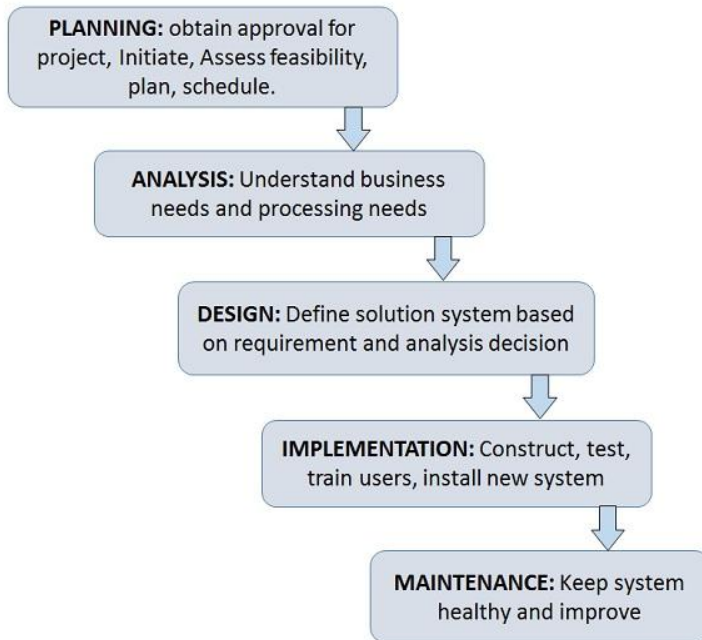 PLANNING: obtain approval for
project, Initiate, Assess feasibility,
plan, schedule.
ANALYSIS: Understand business
needs and processing needs
DESIGN: Define solution system based
on requirement and analysis decision
IMPLEMENTATION: Construct, test,
train users, install new system
MAINTENANCE: Keep system
healthy and improve